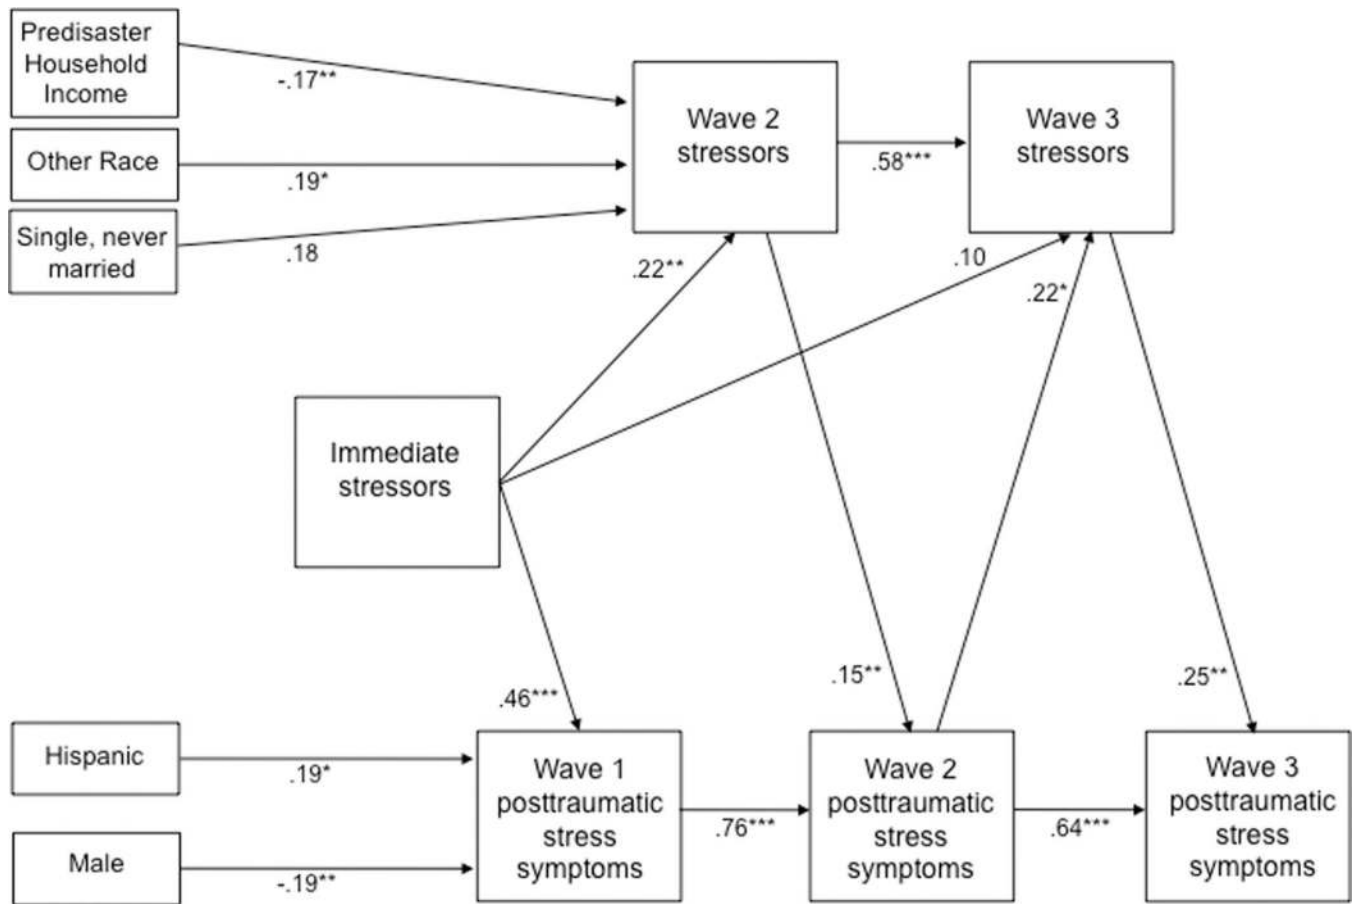 Predisaster
Household
Income
-.17**
Other Race
.19*
Single, never
married
.18
Wave 2
stressors
.58***
Wave 3
stressors
.22**
.10
.22*
Immediate
stressors
.46***
.15**
.25**
Hispanic
.19*
Male
-.19**
Wave 1
posttraumatic
stress
symptoms
.76***
Wave 2
posttraumatic
stress
symptoms
.64***
Wave 3
posttraumatic
stress
symptoms